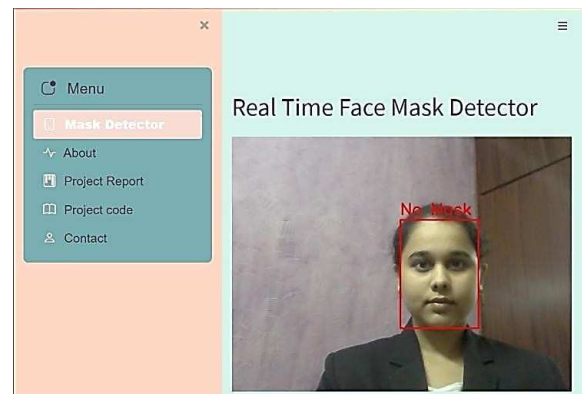 Menu
Mask Detector
About
Project Report
Project code
Contact
Real Time Face Mask Detector
No Mask